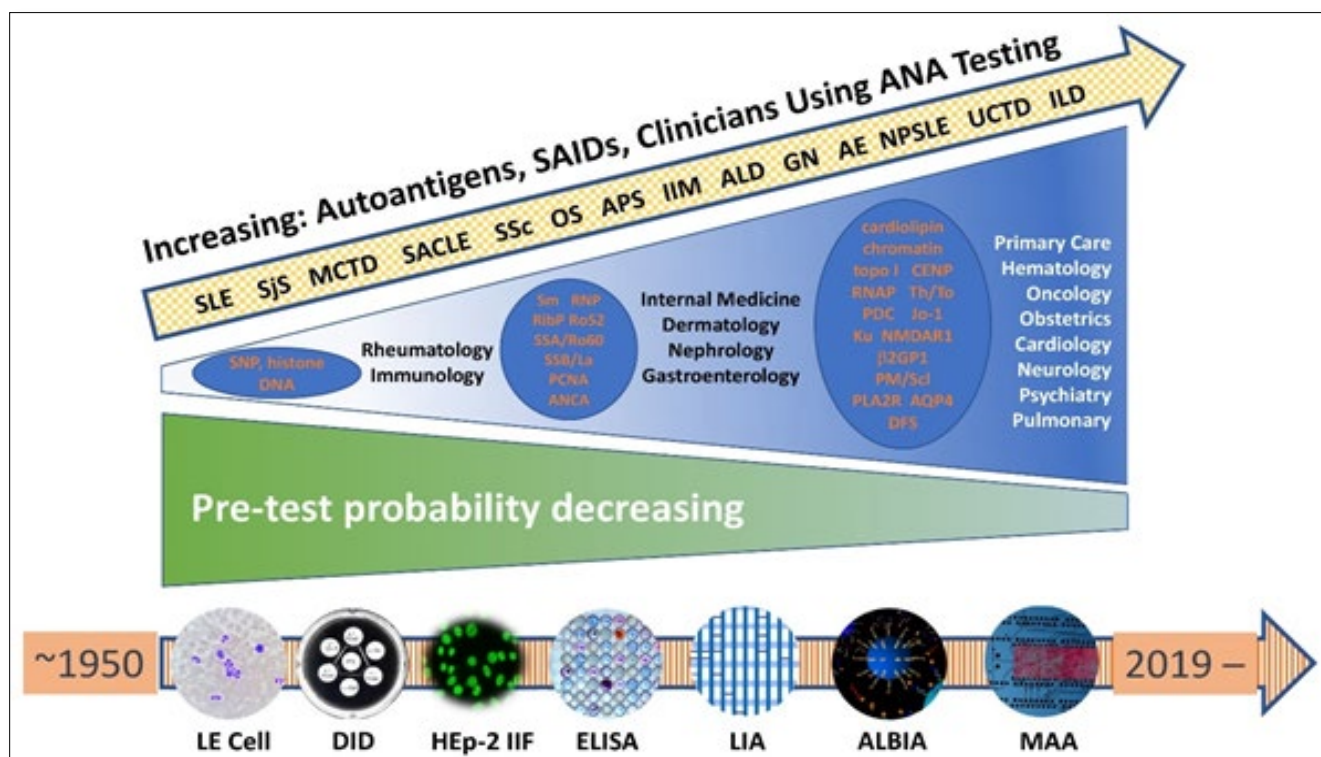 Increasing: Autoantigens, SAIDs, Clinicians Using ANA Testing
SLE SjS MCTD SACLE SSc OS APS IIM ALD GN AE NPSLE UCTD ILD
SNP, histone
DNA
Rheumatology
Immunology
Sm RNP
RibP Ro52
SSA/Ro60
SSB/La
PCNA
ANCA
Internal Medicine
Dermatology
Nephrology
Gastroenterology
cardiolipin
chromatin
topo I CENP
RNAP Th/To
PDC Jo-1
Ku NMDAR1
β2GP1
PM/Scl
PLA2R AQP4
DFS
Primary Care
Hematology
Oncology
Obstetrics
Cardiology
Neurology
Psychiatry
Pulmonary
Pre-test probability decreasing
~1950
2019 –
LE Cell DID HEp-2 IIF ELISA LIA ALBIA MAA